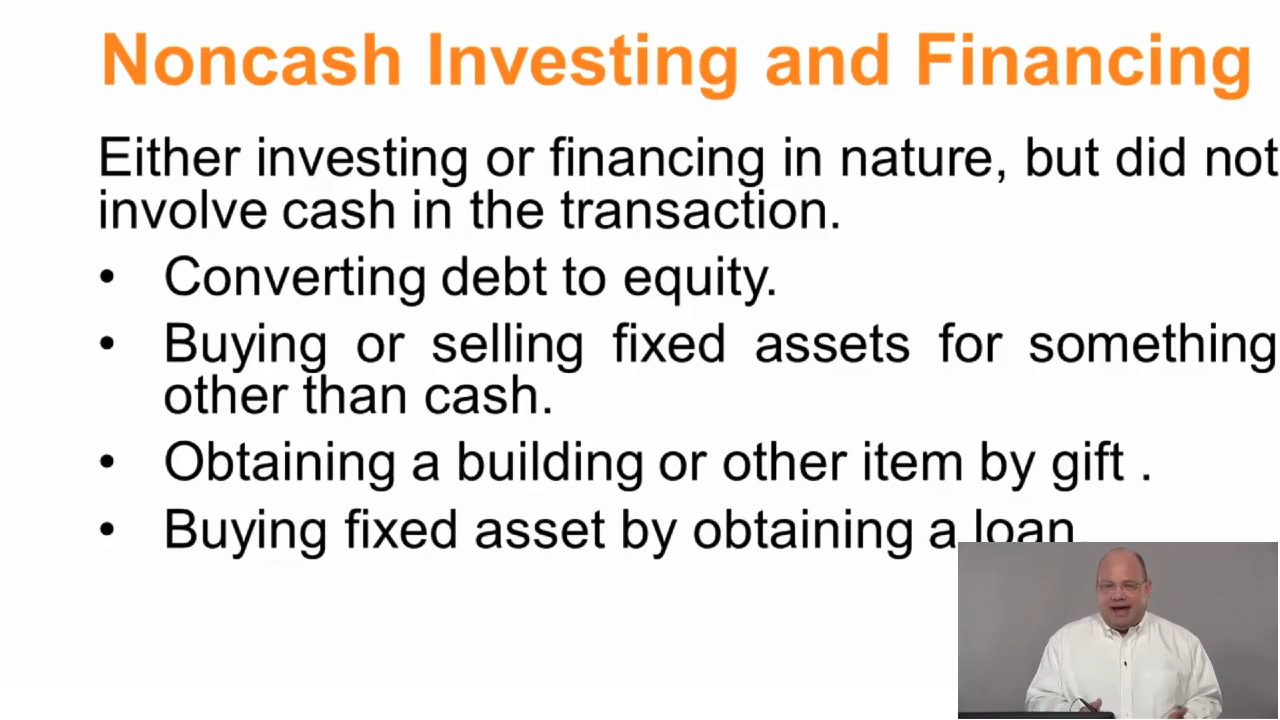 Noncash Investing and Financing
Either investing or financing in nature, but did not
involve cash in the transaction.
• Converting debt to equity.
• Buying or selling fixed assets for something
other than cash.
• Obtaining a building or other item by gift .
• Buying fixed asset by obtaining a loan.